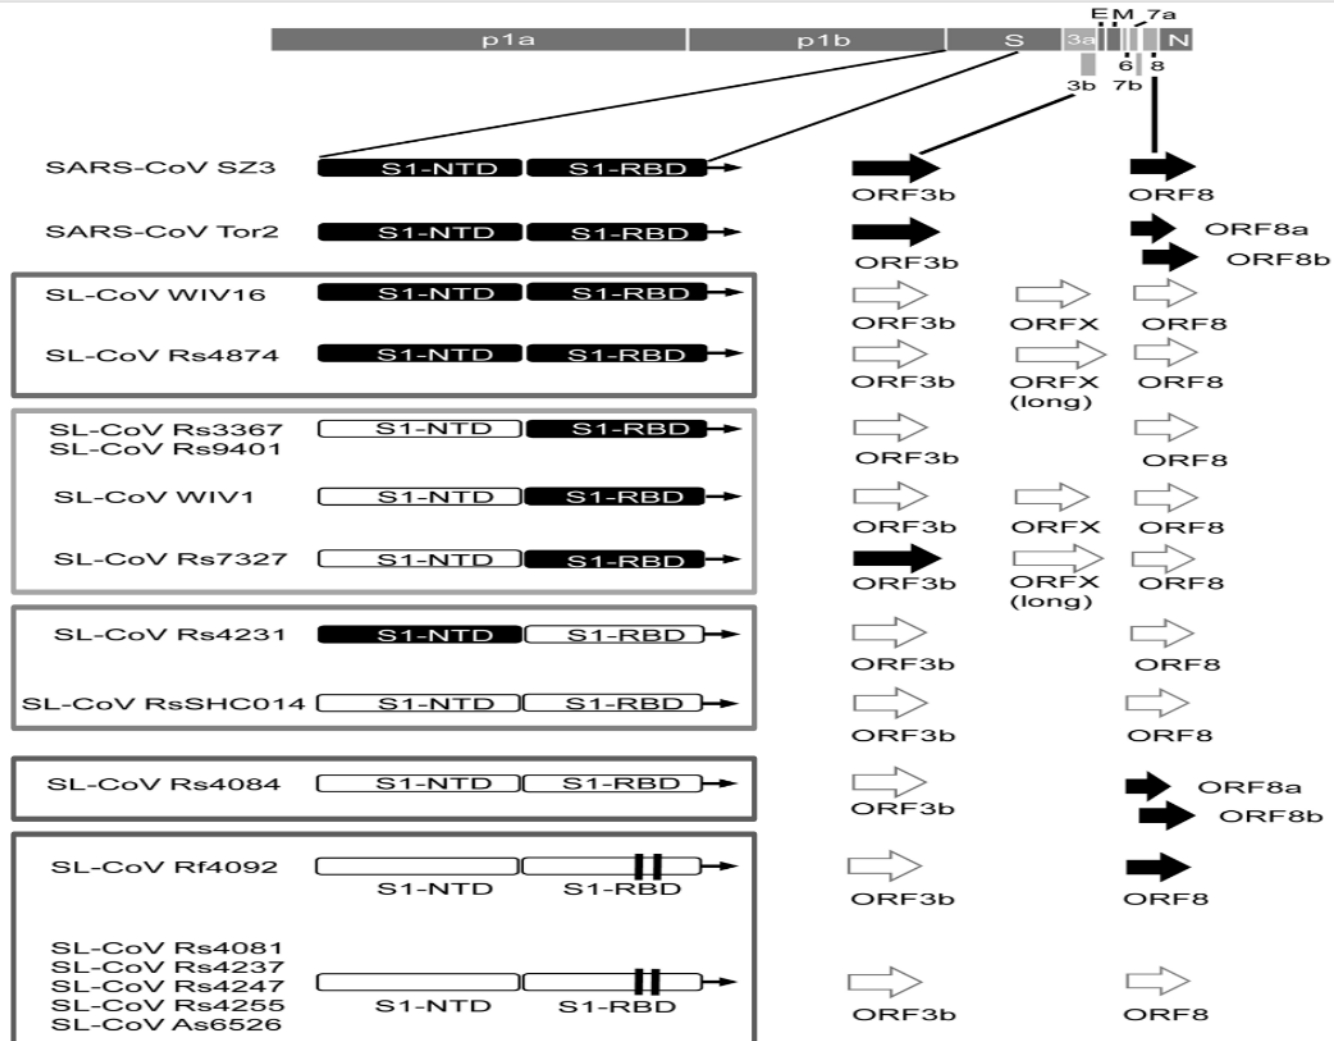 E M 7a
p1a p1b S 3a N
6 8
3b 7b
SARS-CoV SZ3 S1-NTD S1-RBD
ORF3b ORF8
SARS-CoV Tor2 S1-NTD S1-RBD ORF8a
ORF3b ORF8b
SL-CoV WIV16 S1-NTD S1-RBD
ORF3b ORFX ORF8
SL-CoV Rs4874 S1-NTD S1-RBD
ORF3b ORFX ORF8
(long)
SL-CoV Rs3367 S1-NTD S1-RBD
SL-CoV Rs9401
ORF3b ORF8
SL-CoV WIV1 S1-NTD S1-RBD
ORF3b ORFX ORF8
SL-CoV Rs7327 S1-NTD S1-RBD
ORF3b ORFX ORF8
(long)
SL-CoV Rs4231 S1-NTD S1-RBD
ORF3b ORF8
SL-CoV RsSHC014 S1-NTD S1-RBD
ORF3b ORF8
SL-CoV Rs4084 S1-NTD S1-RBD ORF8a
ORF3b ORF8b
SL-CoV Rf4092
S1-NTD S1-RBD ORF3b ORF8
SL-CoV Rs4081
SL-CoV Rs4237
SL-CoV Rs4247
SL-CoV Rs4255 S1-NTD S1-RBD ORF3b ORF8
SL-CoV As6526